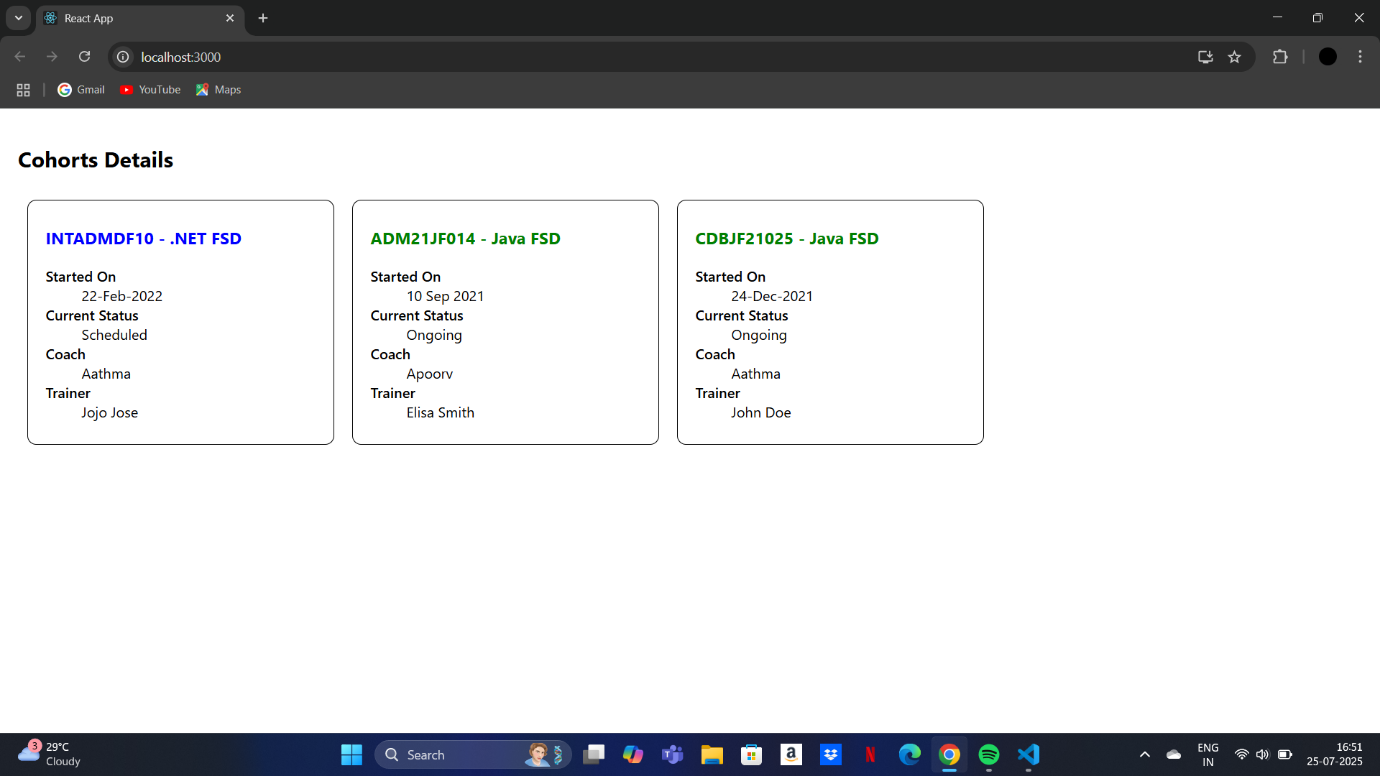 React App
localhost:3000
Gmail YouTube Maps
Cohorts Details
INTADMDF10 - .NET FSD
Started On
22-Feb-2022
Current Status
Scheduled
Coach
Aathma
Trainer
Jojo Jose
ADM21JF014 - Java FSD
Started On
10 Sep 2021
Current Status
Ongoing
Coach
Apoorv
Trainer
Elisa Smith
CDBJF21025 - Java FSD
Started On
24-Dec-2021
Current Status
Ongoing
Coach
Aathma
Trainer
John Doe
3
29°C
Cloudy
Search
ENG
IN
16:51
25-07-2025